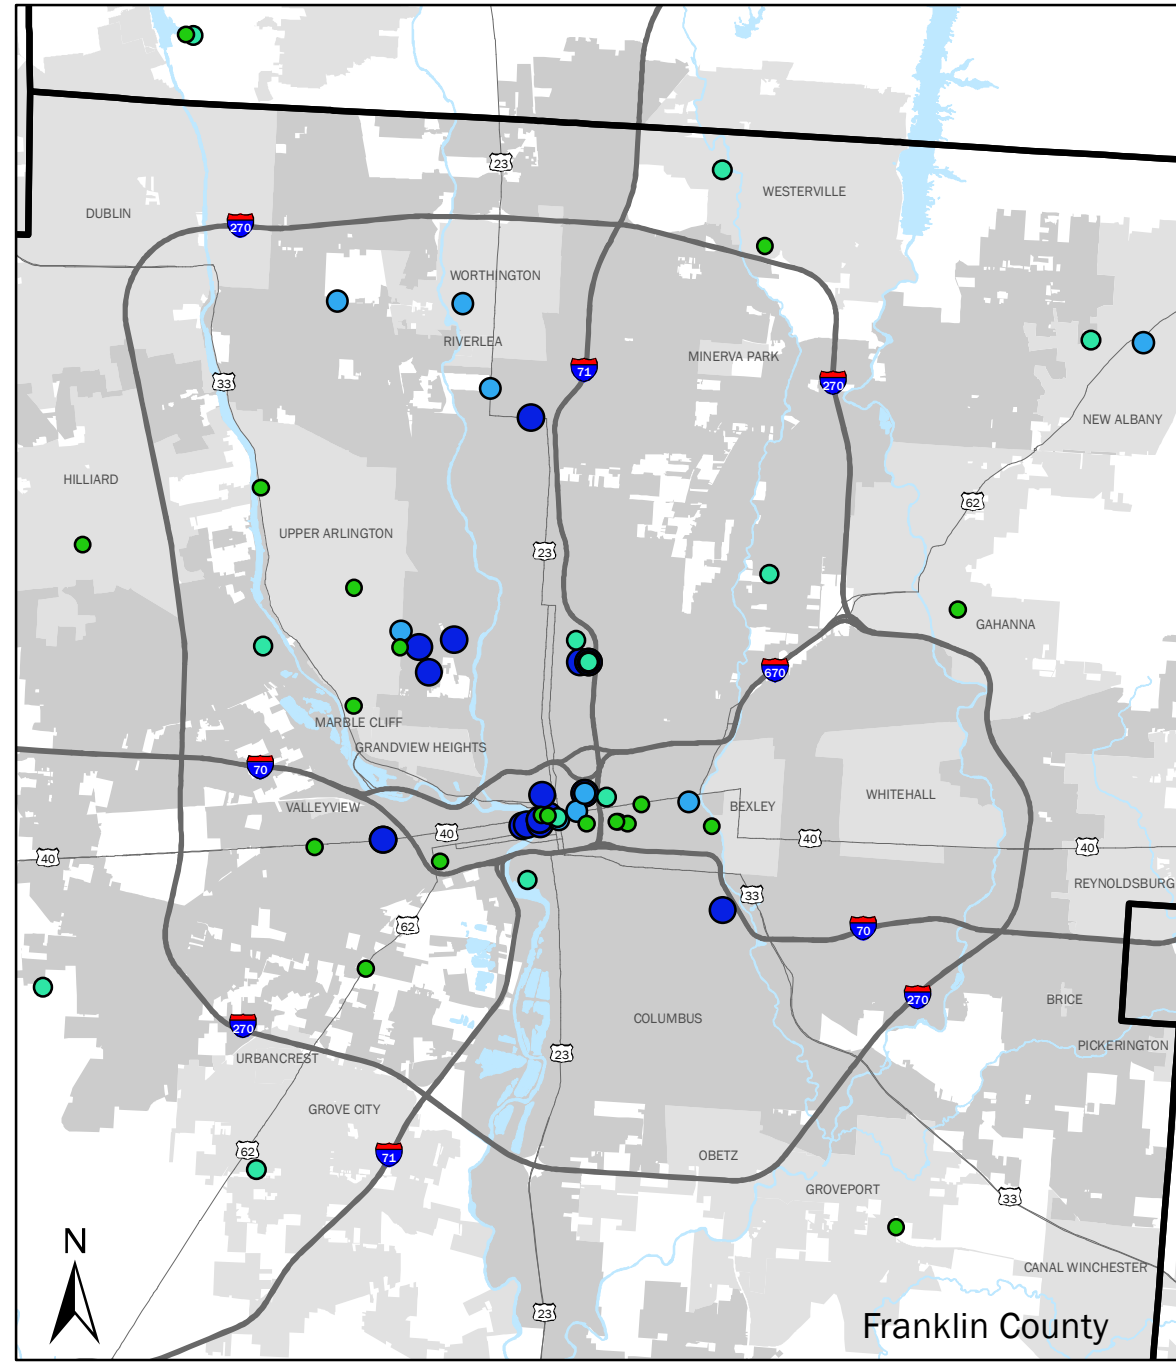 23
WESTERVILLE
DUBLIN
270
WORTHINGTON
RIVERLEA
MINERVA PARK
71
33
270
NEW ALBANY
HILLIARD
62
UPPER ARLINGTON
23
GAHANNA
670
MARBLE CLIFF
GRANDVIEW HEIGHTS
70
VALLEYVIEW
BEXLEY
WHITEHALL
40
40
40
40
REYNOLDSBURG
33
62
70
270
BRICE
COLUMBUS
270
URBANCREST
23
PICKERINGTON
GROVE CITY
62
71
OBETZ
GROVEPORT
33
N
CANAL WINCHESTER
23
Franklin County